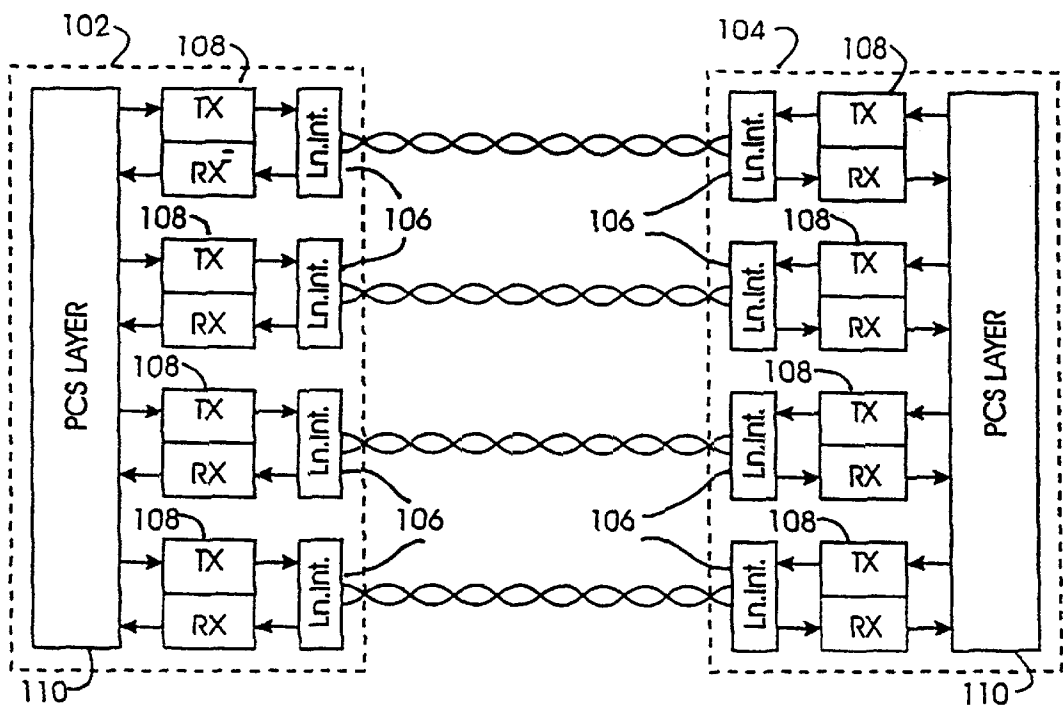 102
108
104
108
TX
RX
Ln.Int.
Ln.Int.
TX
RX
106
106
108
108
TX
RX
Ln.Int.
Ln.Int.
TX
RX
PCS LAYER
PCS LAYER
108
108
TX
RX
Ln.Int.
Ln.Int.
TX
RX
106
106
108
108
TX
RX
Ln.Int.
Ln.Int.
TX
RX
110
110